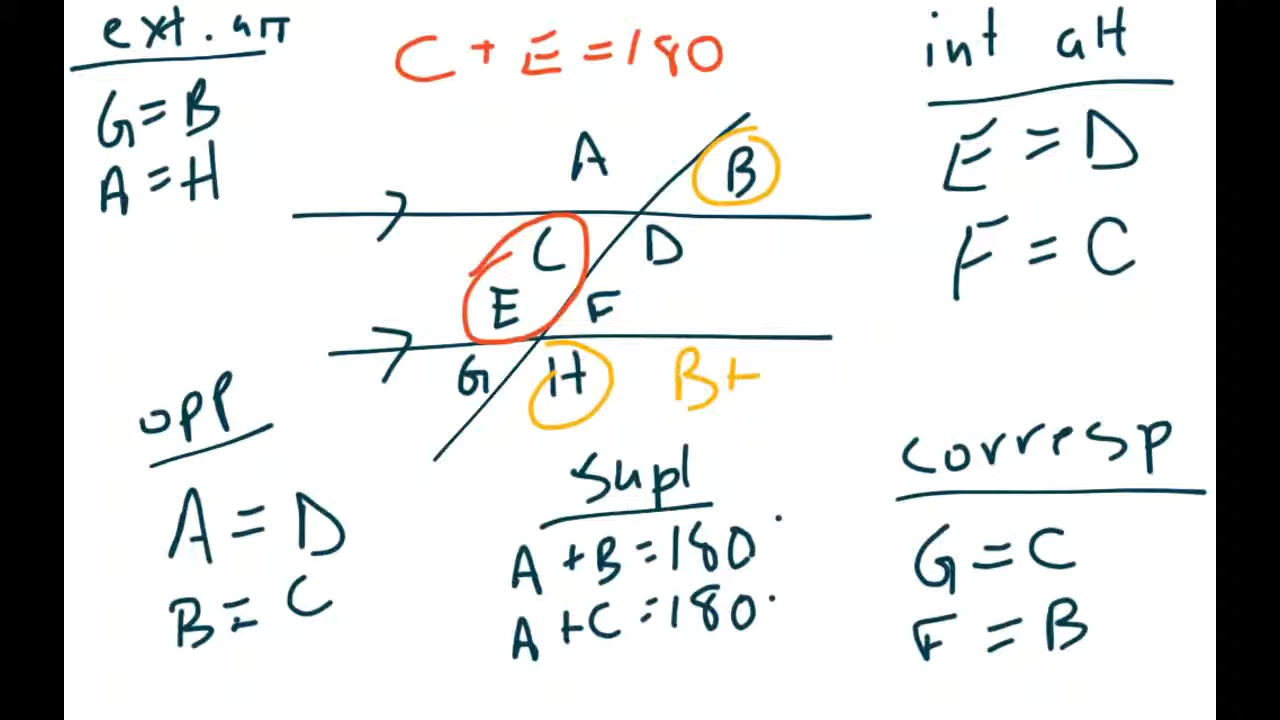 ext. alt
G = B
A = H
C + E = 180
int alt
E = D
F = C
A
B
C
D
E
F
G
H
B+
opp
A = D
B = C
supl
A + B = 180
A + C = 180
corresp
G = C
F = B